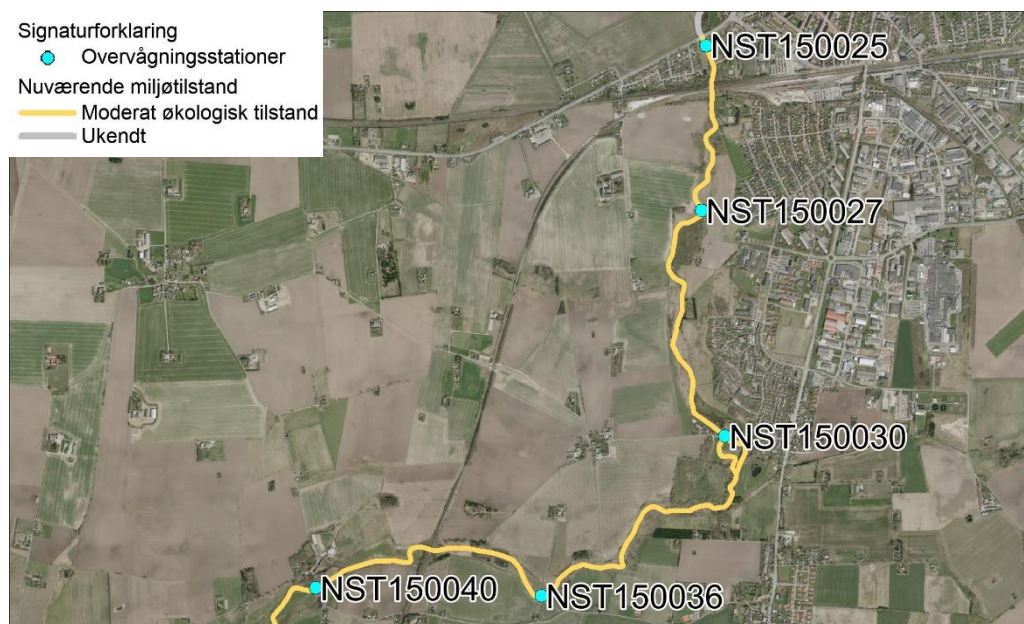 Signaturforklaring
Overvågningsstationer
Nuværende miljøtilstand
Moderat økologisk tilstand
Ukendt
NST150025
NST150027
NST150030
NST150040
NST150036